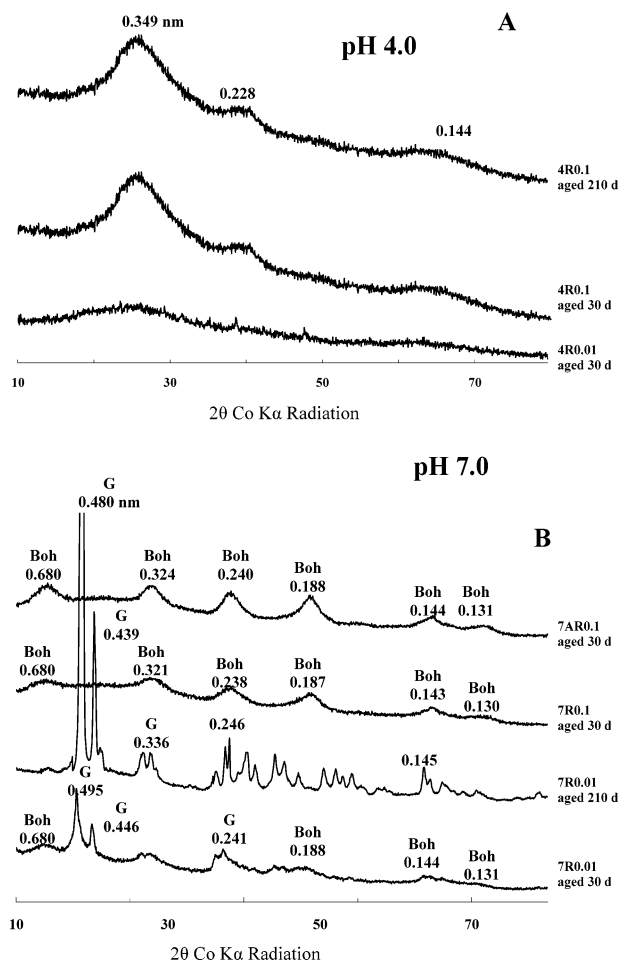 A
0.349 nm
pH 4.0
0.228
0.144
4R0.1
aged 210 d
4R0.1
aged 30 d
4R0.01
aged 30 d
10 30 50 70
2θ Co Kα Radiation
pH 7.0
G
0.480 nm
B
Boh Boh Boh Boh Boh Boh
0.680 0.324 0.240 0.188 0.144 0.131
7AR0.1
aged 30 d
G
0.439
Boh Boh Boh Boh Boh Boh
0.680 0.321 0.238 0.187 0.143 0.130
7R0.1
aged 30 d
G
0.336 0.246 0.145
7R0.01
aged 210 d
G
0.495
Boh G G Boh Boh Boh
0.680 0.446 0.241 0.188 0.144 0.131
7R0.01
aged 30 d
10 30 50 70
2θ Co Kα Radiation